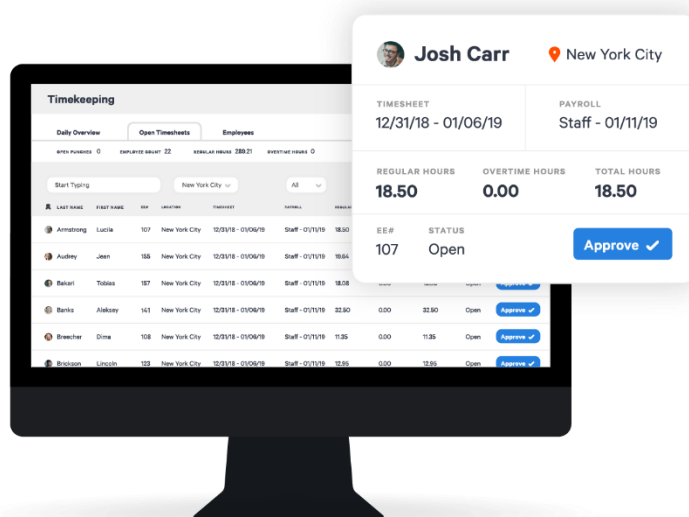 Josh Carr New York City
TIMESHEET PAYROLL
12/31/18 - 01/06/19 Staff - 01/11/19
REGULAR HOURS OVERTIME HOURS TOTAL HOURS
18.50 0.00 18.50
EE# STATUS
107 Open Approve
Timekeeping
Daily Overview Open Timesheets Employees
OPEN PUNCHES 0 EMPLOYEE COUNT 22 REGULAR HOURS 289.21 OVERTIME HOURS 0
Start Typing New York City All
LAST NAME FIRST NAME EE# LOCATION TIMESHEET PAYROLL
Armstrong Lucile 107 New York City 12/31/18 - 01/06/19 Staff - 01/11/19 18.50
Audrey Jean 155 New York City 12/31/18 - 01/06/19 Staff - 01/11/19 19.64
Bakari Tobias 157 New York City 12/31/18 - 01/06/19 Staff - 01/11/19 18.08
Banks Aleksey 141 New York City 12/31/18 - 01/06/19 Staff - 01/11/19 32.50 0.00 32.50 Open Approve
Breecher Dima 108 New York City 12/31/18 - 01/06/19 Staff - 01/11/19 11.35 0.00 11.35 Open Approve
Brickson Lincoln 123 New York City 12/31/18 - 01/06/19 Staff - 01/11/19 12.95 0.00 12.95 Open Approve